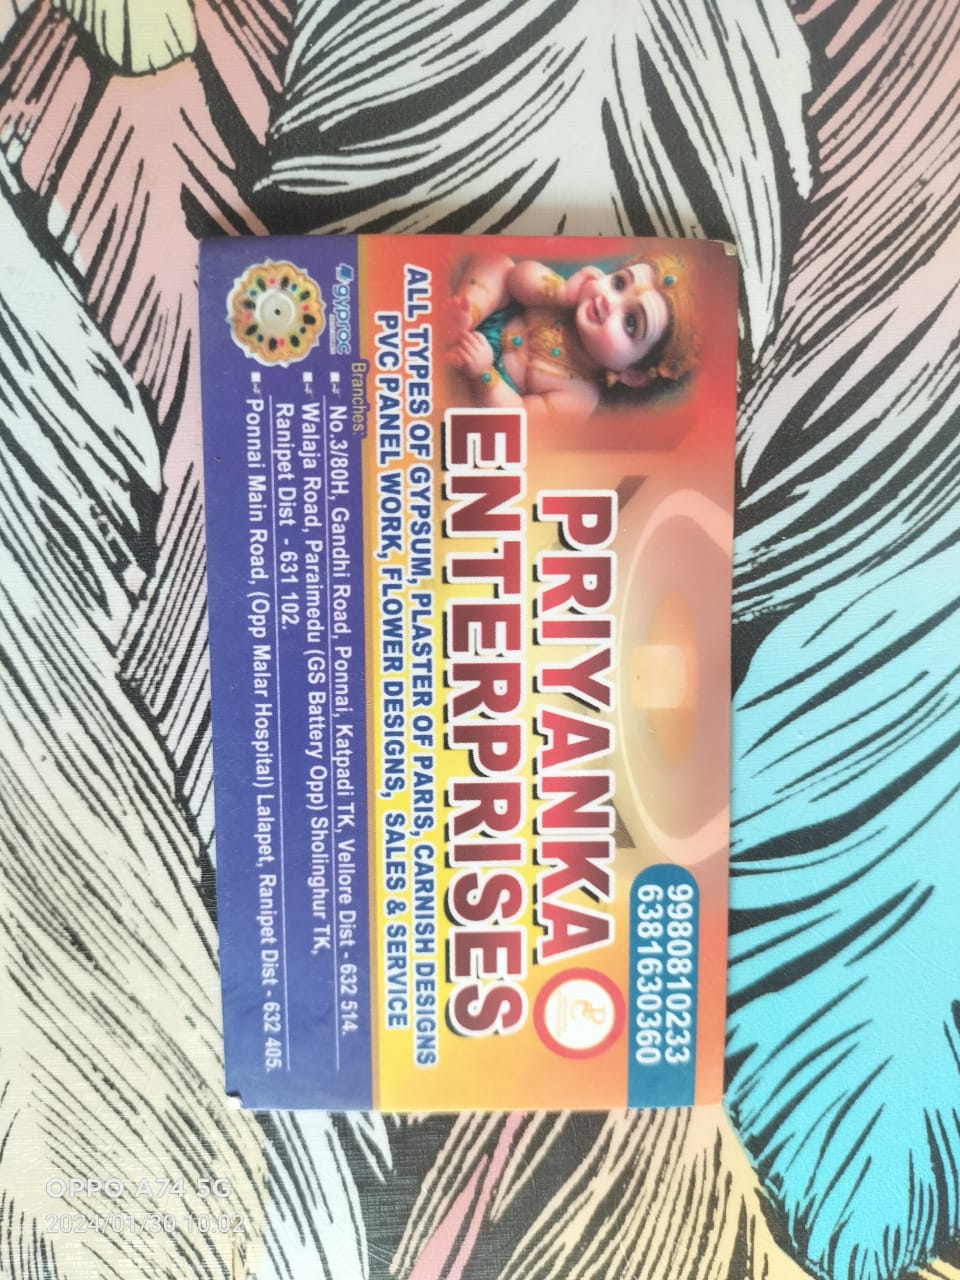 9980810233
6381630360
PRIYANKA
ENTERPRISES
ALL TYPES OF GYPSUM, PLASTER OF PARIS, CARNISH DESIGNS
PVC PANEL WORK, FLOWER DESIGNS, SALES & SERVICE
gyproc
Branches:
No.3/80H, Gandhi Road, Ponnai, Katpadi TK, Vellore Dist - 632 514.
Walaja Road, Paraimedu (GS Battery Opp) Sholinghur TK,
Ranipet Dist - 631 102.
Ponnai Main Road, (Opp Malar Hospital) Lalapet, Ranipet Dist - 632 405.
OPPO A74 5G
2024/01/30 10:02